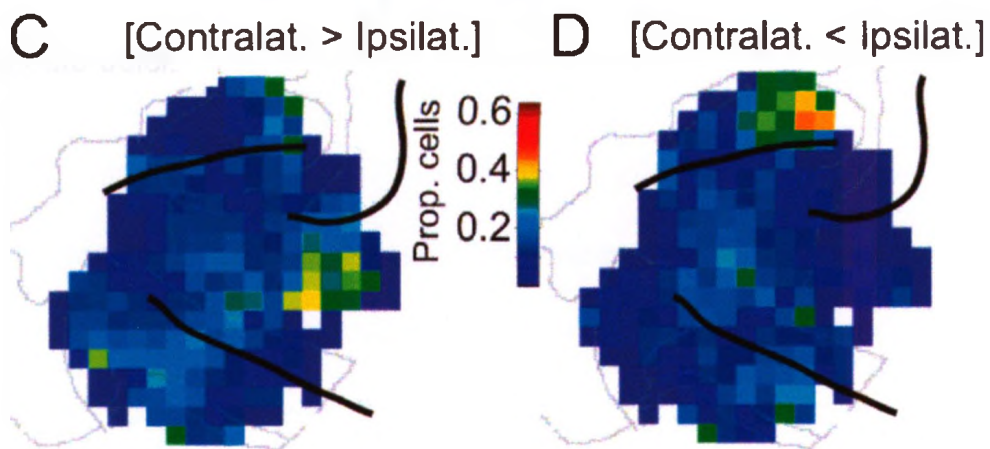 C [Contralat. > Ipsilat.]
D [Contralat. < Ipsilat.]
Prop. cells
0.6
0.4
0.2